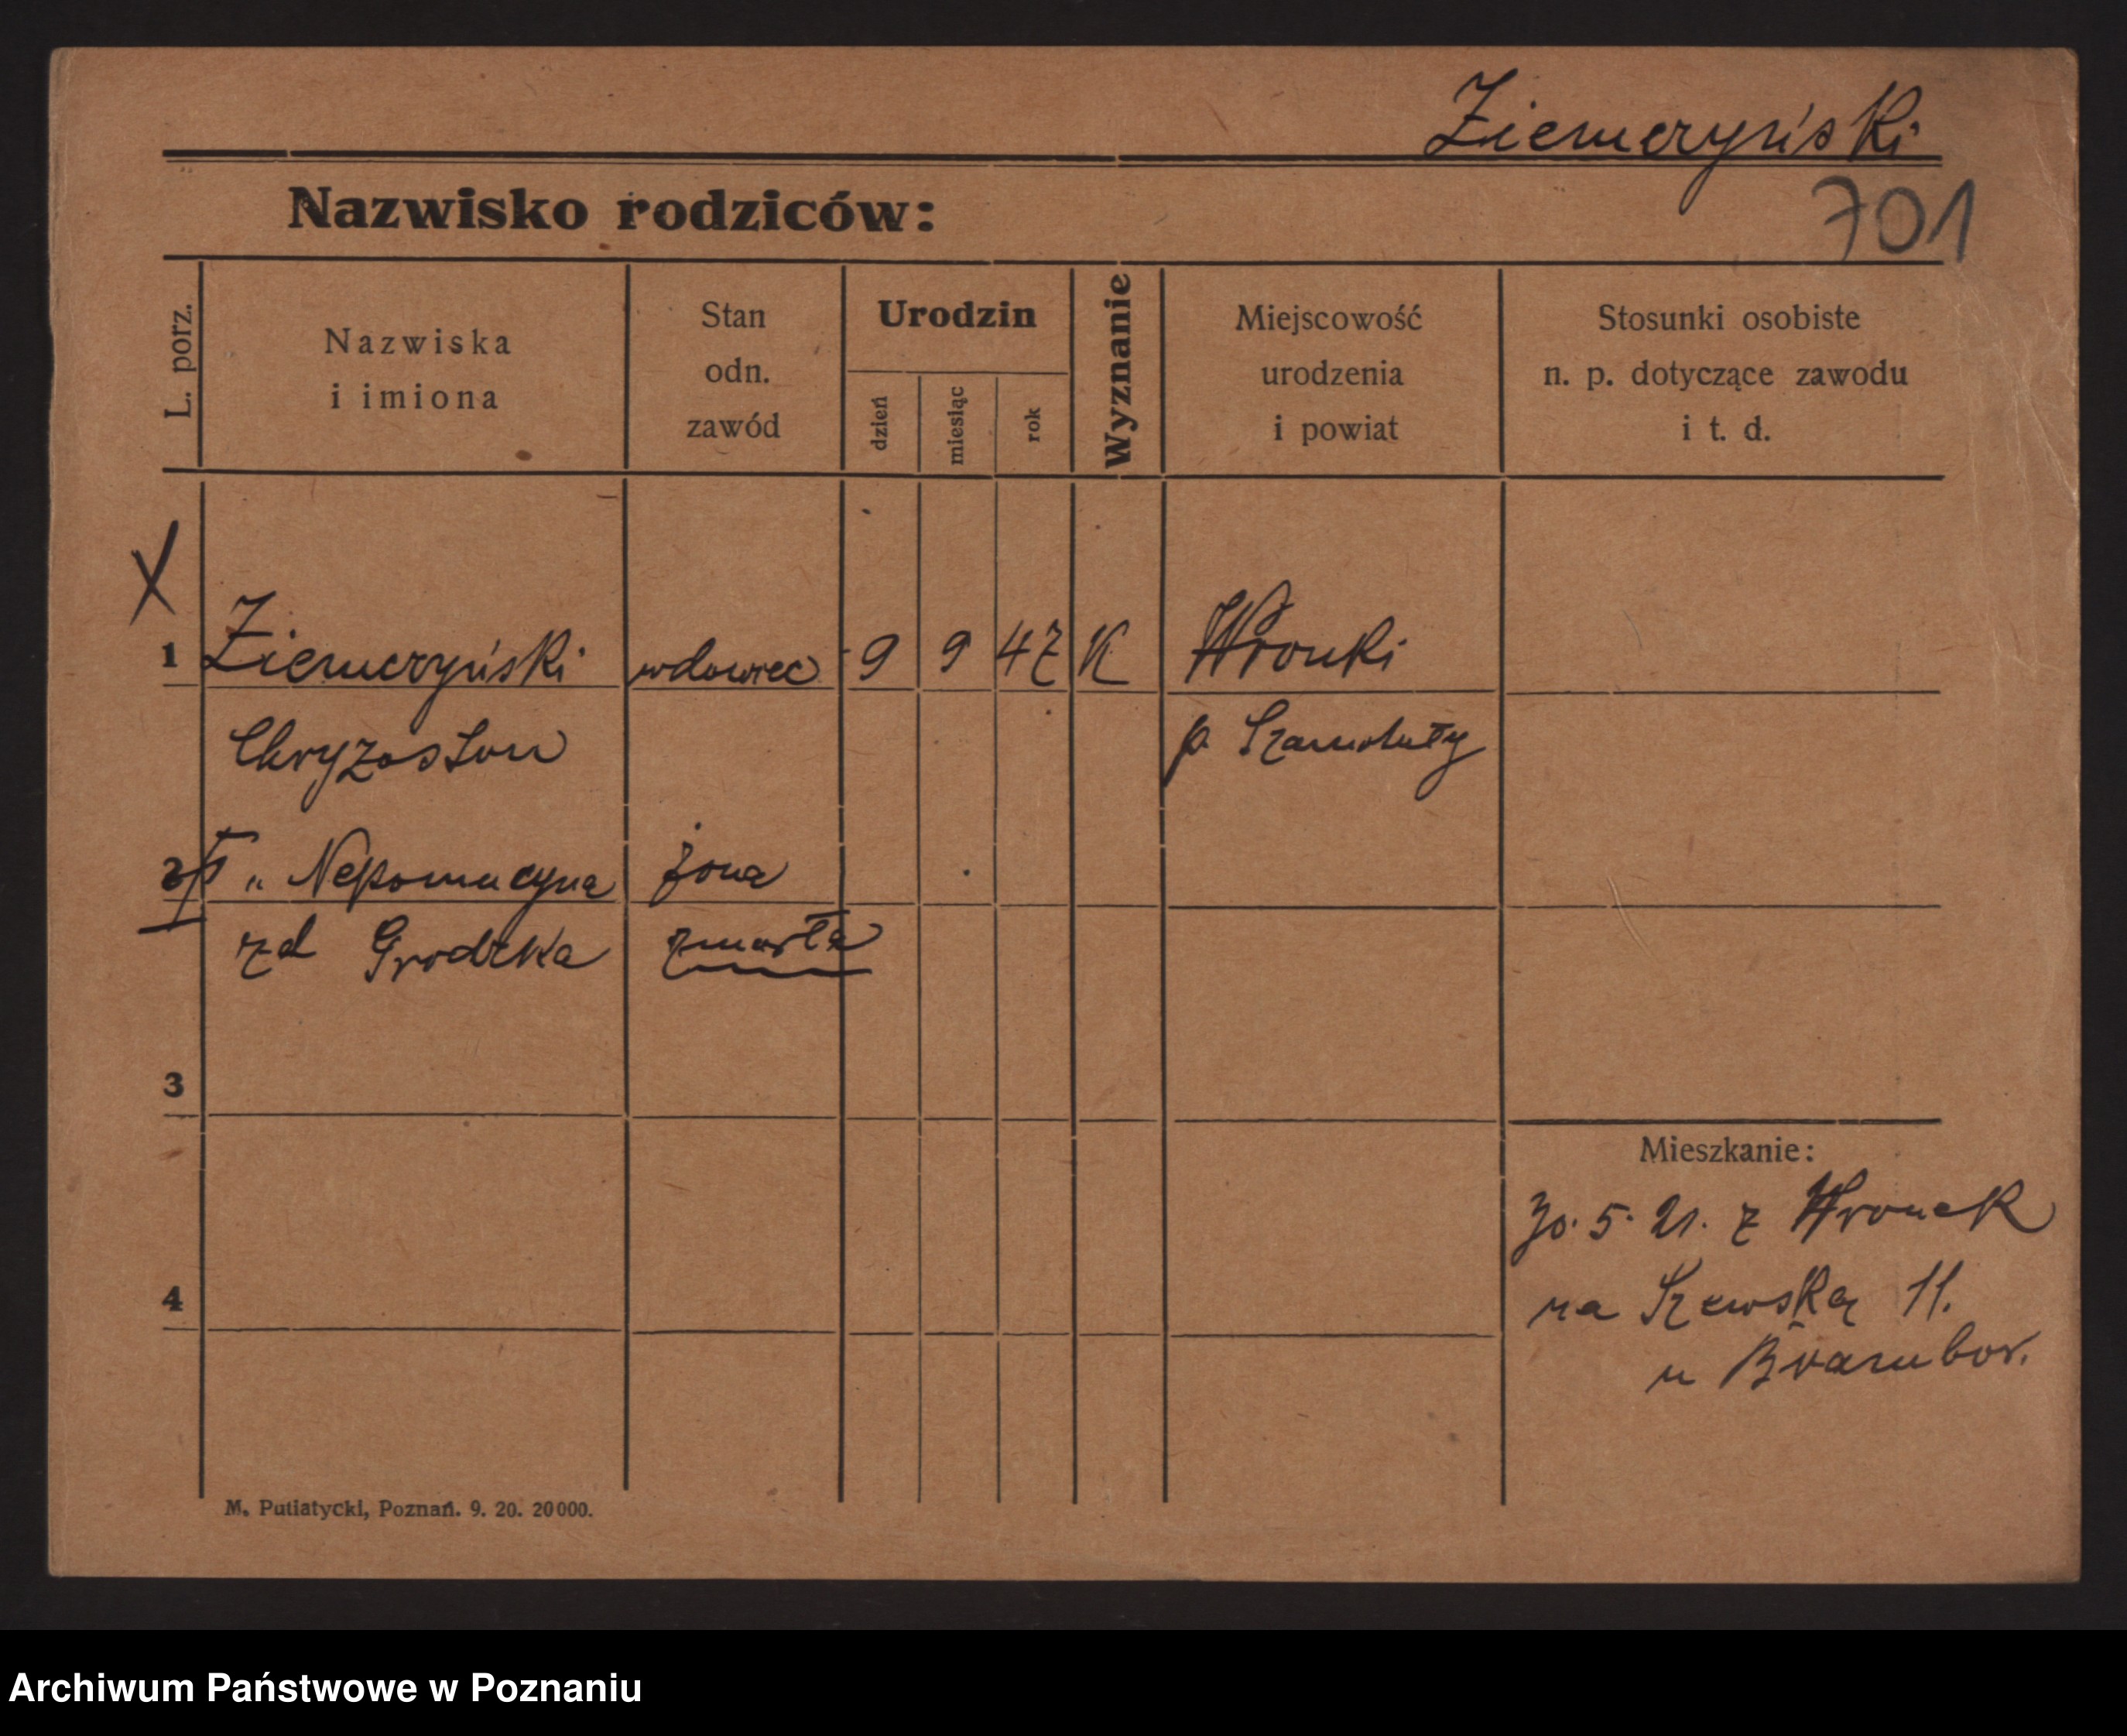 Ziemczyński
701
Nazwisko rodziców:
L. porz.
Nazwiska
i imiona
Stan
odn.
zawód
Urodzin
dzień
miesiąc
rok
Wyznanie
Miejscowość
urodzenia
i powiat
Stosunki osobiste
n. p. dotyczące zawodu
i t. d.
X
1 Ziemczyński wdowiec 9 9 47 K Wronki
Chryzostom p. Szamotuły
2 „ Nepomucyna żona
zd Grodzka zmarła
3
Mieszkanie:
30. 5. 21. z Wronek
4
na Szewską 11.
u Brambor.
M. Putiatycki, Poznań. 9. 20. 20000.
Archiwum Państwowe w Poznaniu